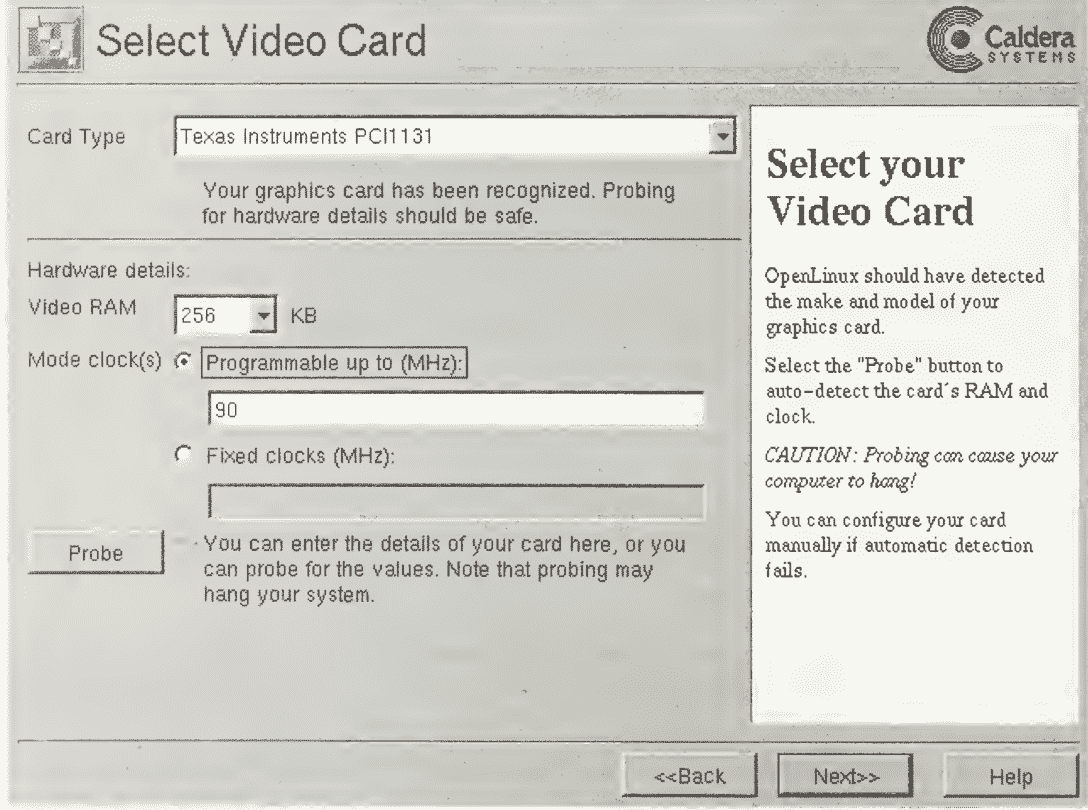 Select Video Card
Caldera
SYSTEMS
Card Type
Texas Instruments PCI1131
Your graphics card has been recognized. Probing
for hardware details should be safe.
Hardware details:
Video RAM
256
KB
Mode clock(s)
Programmable up to (MHz):
90
Fixed clocks (MHz):
Probe
You can enter the details of your card here, or you
can probe for the values. Note that probing may
hang your system.
Select your
Video Card
OpenLinux should have detected
the make and model of your
graphics card.
Select the "Probe" button to
auto-detect the card´s RAM and
clock.
CAUTION: Probing can cause your
computer to hang!
You can configure your card
manually if automatic detection
fails.
<<Back
Next>>
Help